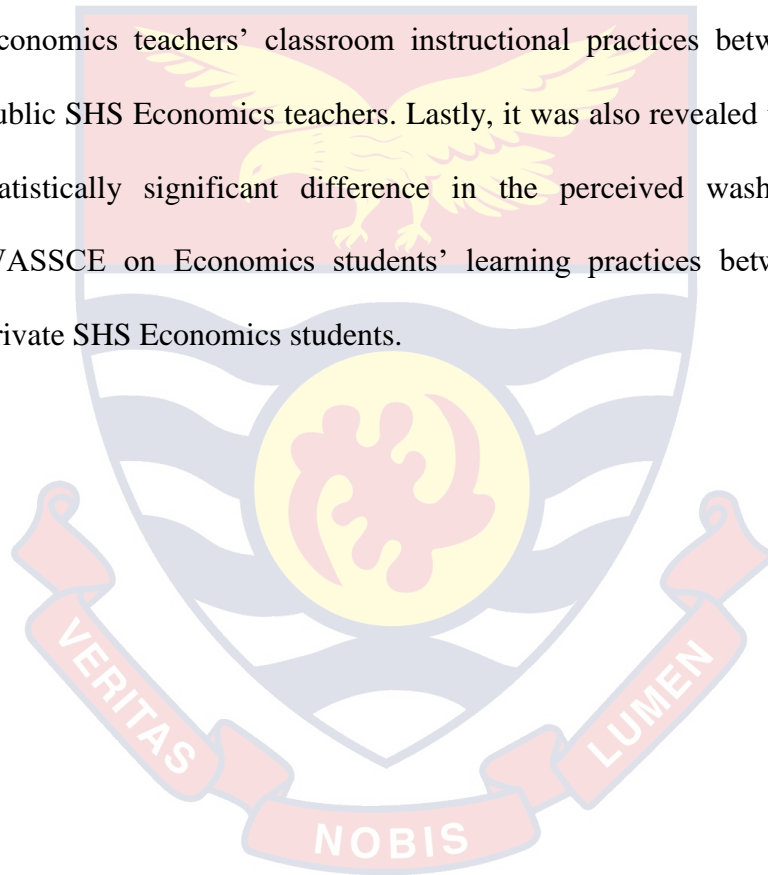 conomics teachers’ classroom instructional practices betw
ublic SHS Economics teachers. Lastly, it was also revealed
atistically significant difference in the perceived wash
ASSCE on Economics students’ learning practices betw
rivate SHS Economics students.
VERITAS
NOBIS
LUMEN